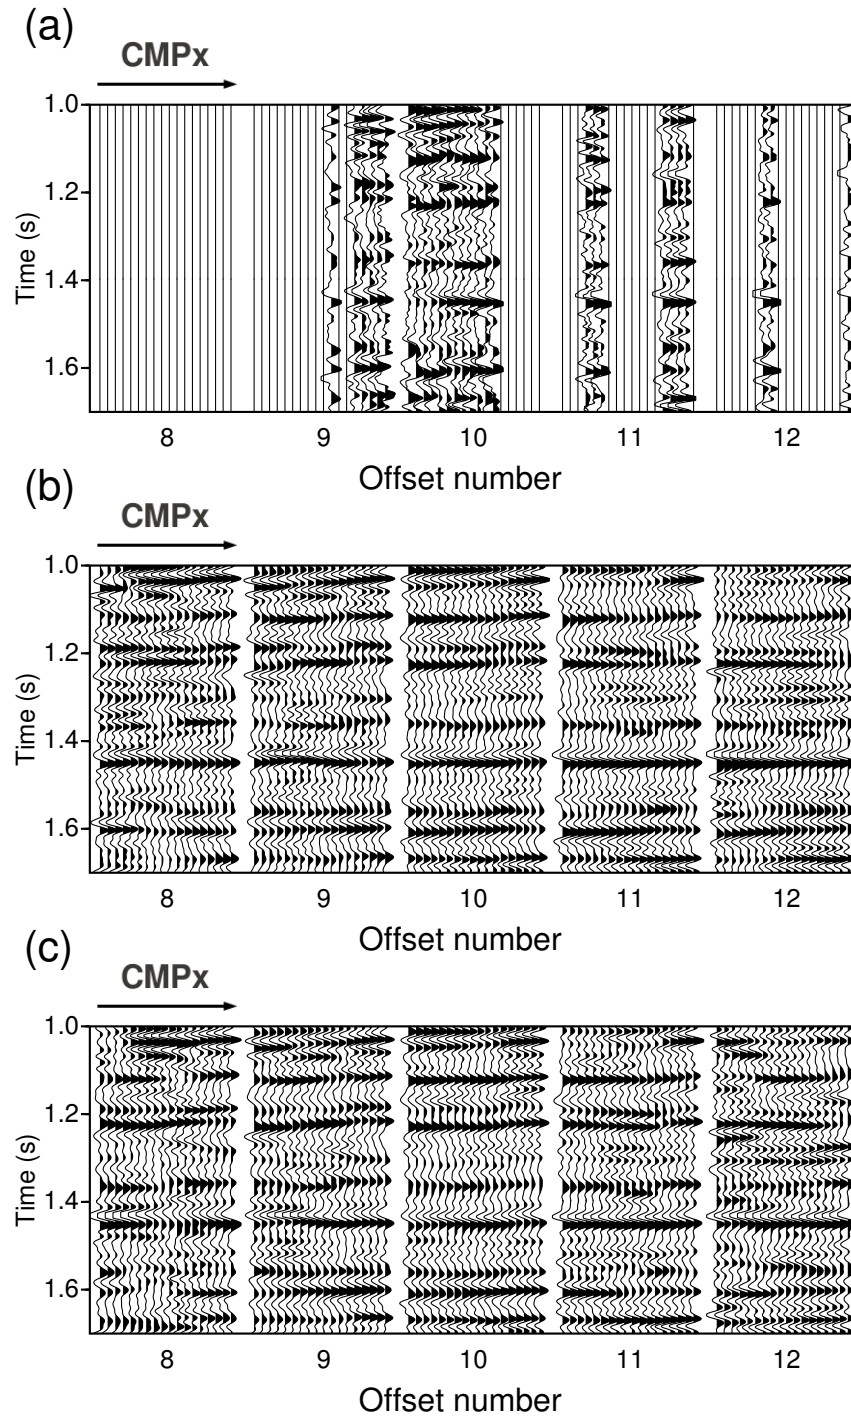 (a)
CMPx
1.0
1.2
1.4
1.6
Time (s)
8 9 10 11 12
Offset number
(b)
CMPx
1.0
1.2
1.4
1.6
Time (s)
8 9 10 11 12
Offset number
(c)
CMPx
1.0
1.2
1.4
1.6
Time (s)
8 9 10 11 12
Offset number